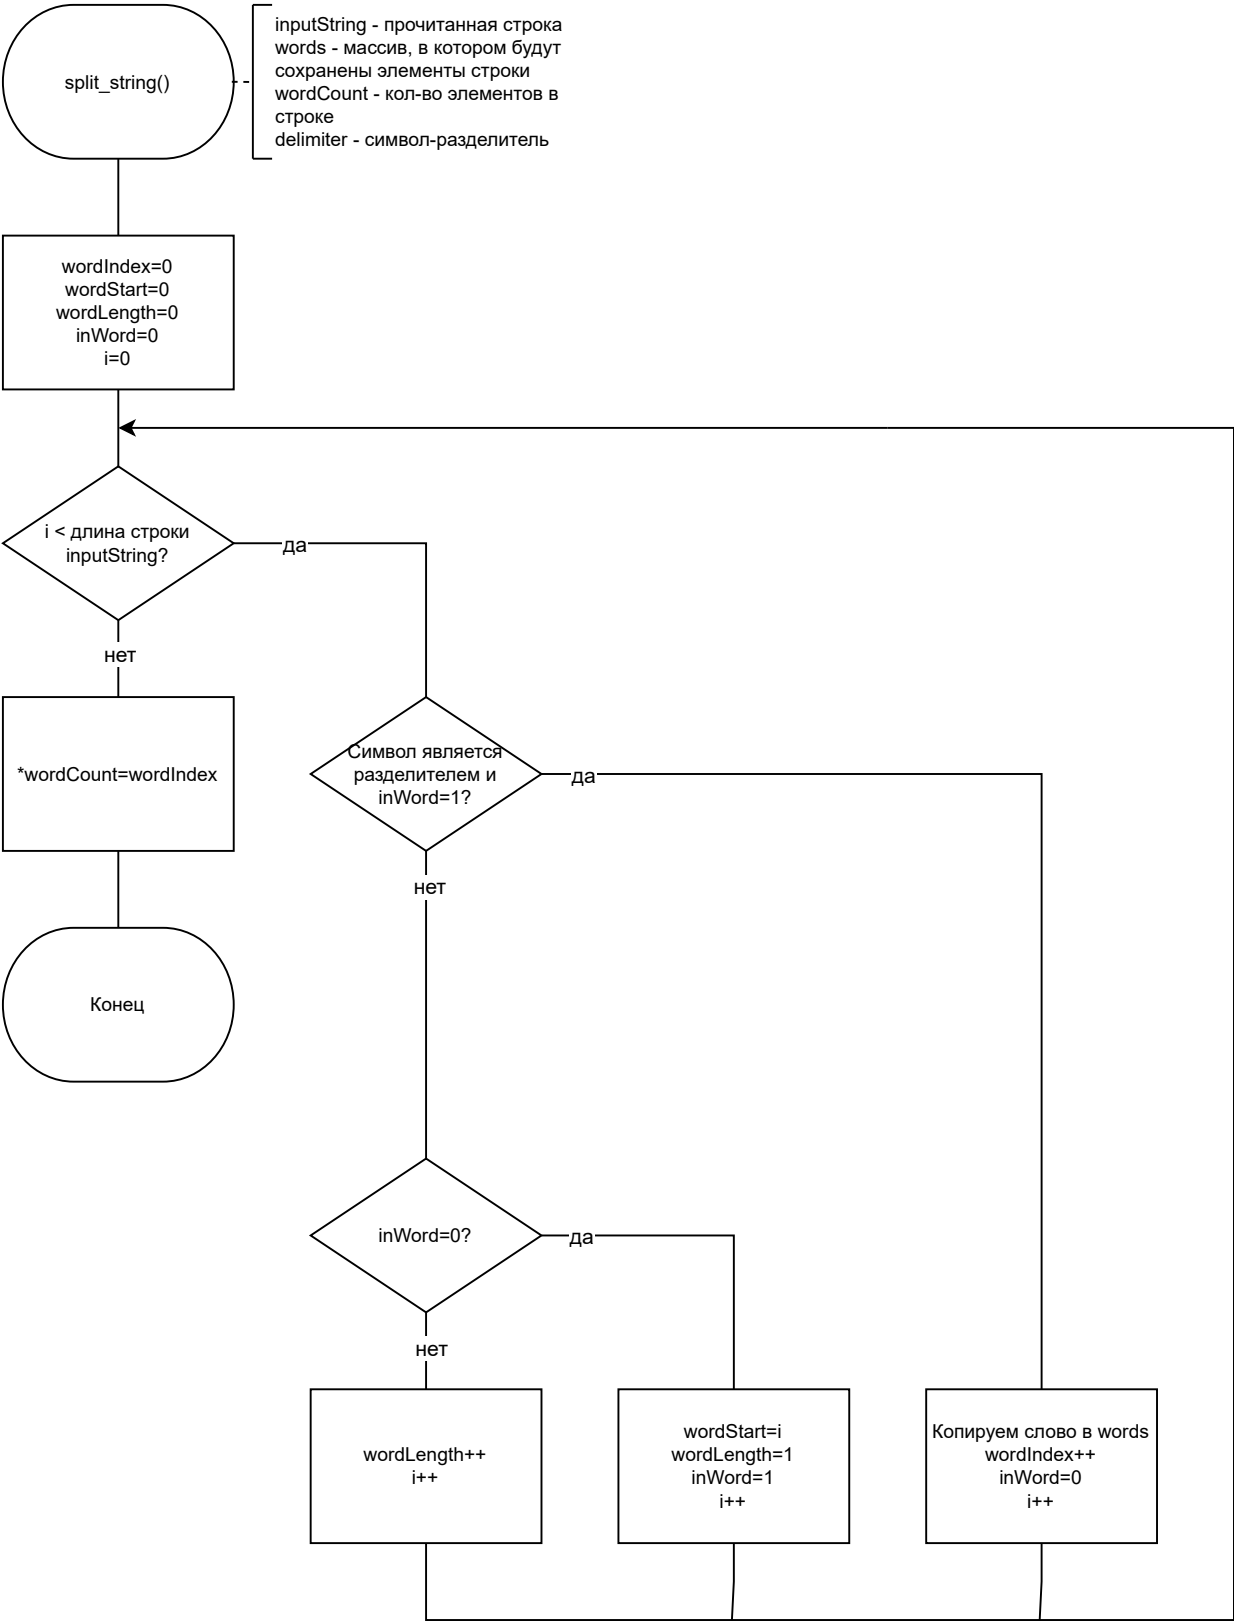 split_string()
inputString - прочитанная строка
words - массив, в котором будут
сохранены элементы строки
wordCount - кол-во элементов в
строке
delimiter - символ-разделитель
wordIndex=0
wordStart=0
wordLength=0
inWord=0
i=0
i < длина строки
inputString?
да
нет
*wordCount=wordIndex
Конец
Символ является
разделителем и
inWord=1?
да
нет
inWord=0?
да
нет
wordLength++
i++
wordStart=i
wordLength=1
inWord=1
i++
Копируем слово в words
wordIndex++
inWord=0
i++